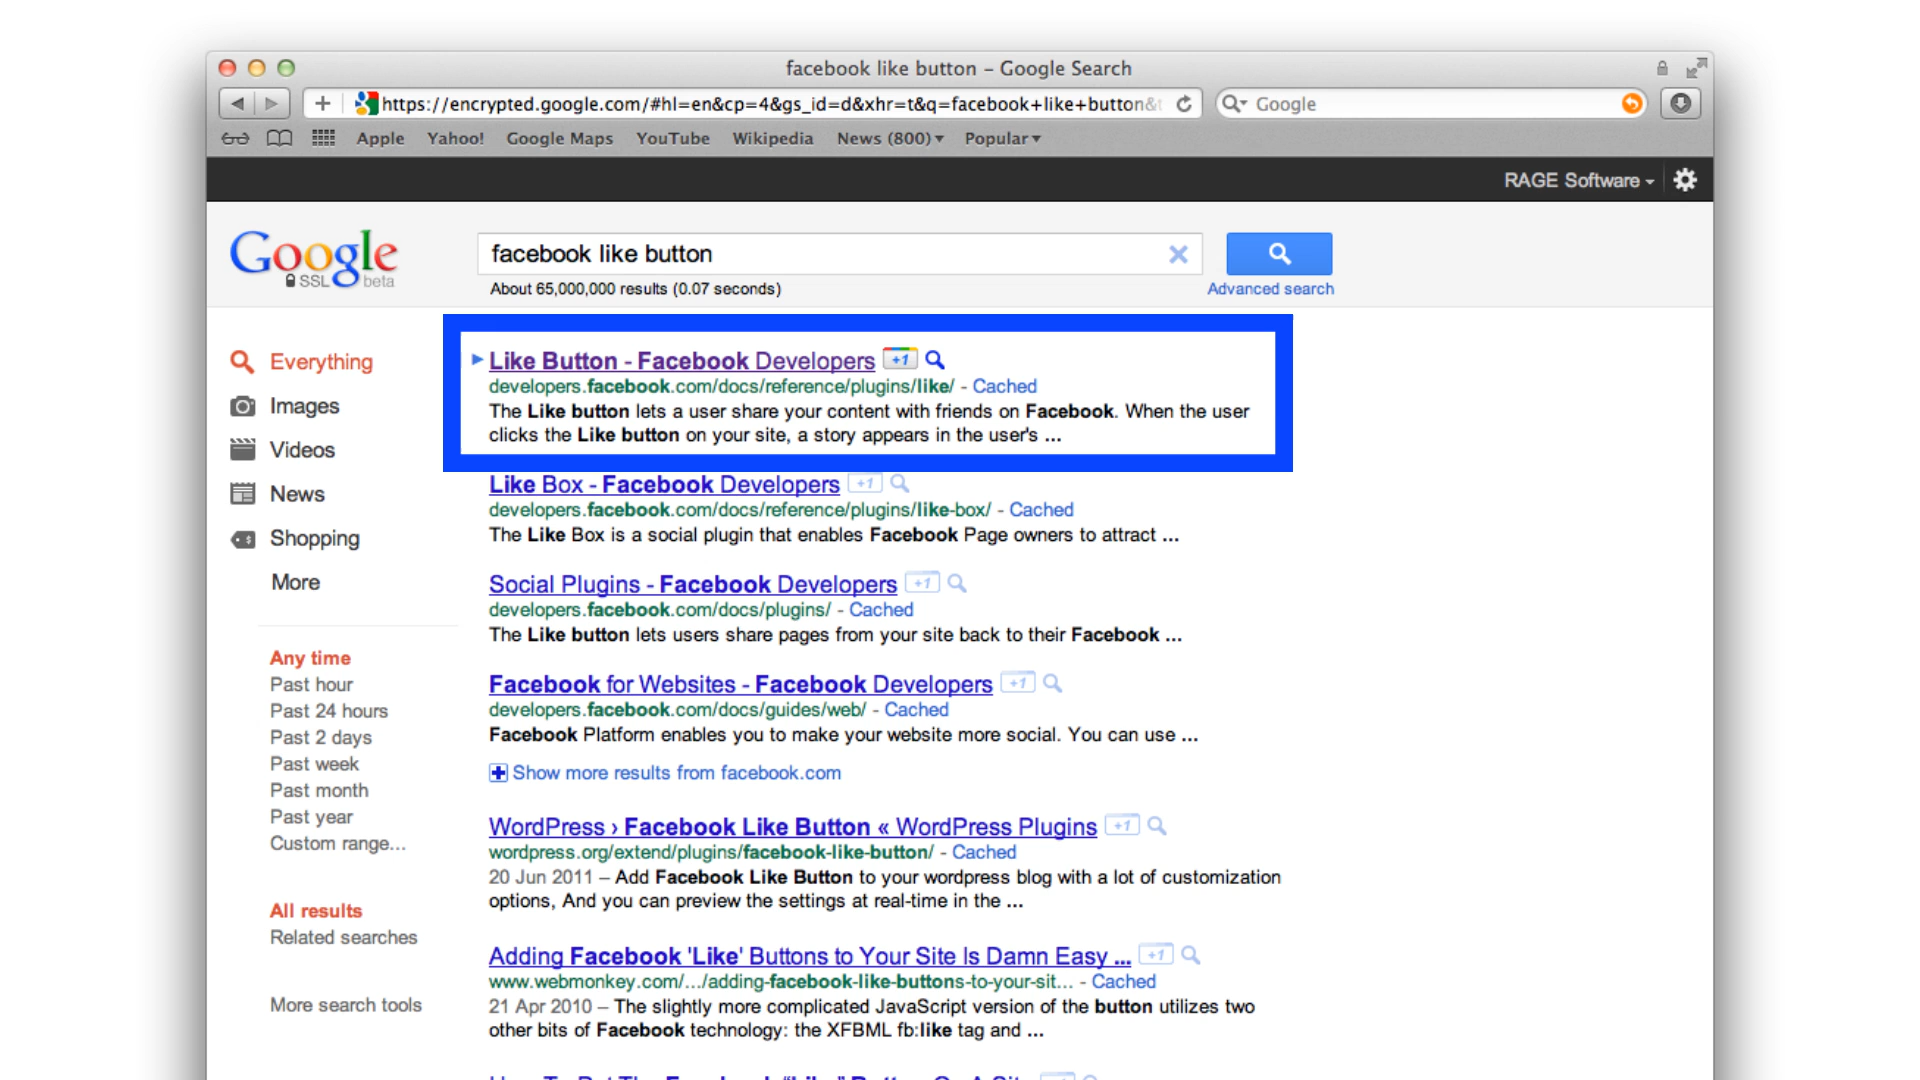 facebook like button – Google Search
https://encrypted.google.com/#hl=en&cp=4&gs_id=d&xhr=t&q=facebook+like+button&t
Google
Apple Yahoo! Google Maps YouTube Wikipedia News (800)▾ Popular▾
RAGE Software
Google
SSL beta
facebook like button
About 65,000,000 results (0.07 seconds)
Advanced search
Everything
Images
Videos
News
Shopping
More
Any time
Past hour
Past 24 hours
Past 2 days
Past week
Past month
Past year
Custom range...
All results
Related searches
More search tools
Like Button - Facebook Developers +1
developers.facebook.com/docs/reference/plugins/like/ - Cached
The Like button lets a user share your content with friends on Facebook. When the user
clicks the Like button on your site, a story appears in the user's ...
Like Box - Facebook Developers +1
developers.facebook.com/docs/reference/plugins/like-box/ - Cached
The Like Box is a social plugin that enables Facebook Page owners to attract ...
Social Plugins - Facebook Developers +1
developers.facebook.com/docs/plugins/ - Cached
The Like button lets users share pages from your site back to their Facebook ...
Facebook for Websites - Facebook Developers +1
developers.facebook.com/docs/guides/web/ - Cached
Facebook Platform enables you to make your website more social. You can use ...
Show more results from facebook.com
WordPress › Facebook Like Button « WordPress Plugins +1
wordpress.org/extend/plugins/facebook-like-button/ - Cached
20 Jun 2011 – Add Facebook Like Button to your wordpress blog with a lot of customization
options, And you can preview the settings at real-time in the ...
Adding Facebook 'Like' Buttons to Your Site Is Damn Easy ... +1
www.webmonkey.com/.../adding-facebook-like-buttons-to-your-sit... - Cached
21 Apr 2010 – The slightly more complicated JavaScript version of the button utilizes two
other bits of Facebook technology: the XFBML fb:like tag and ...